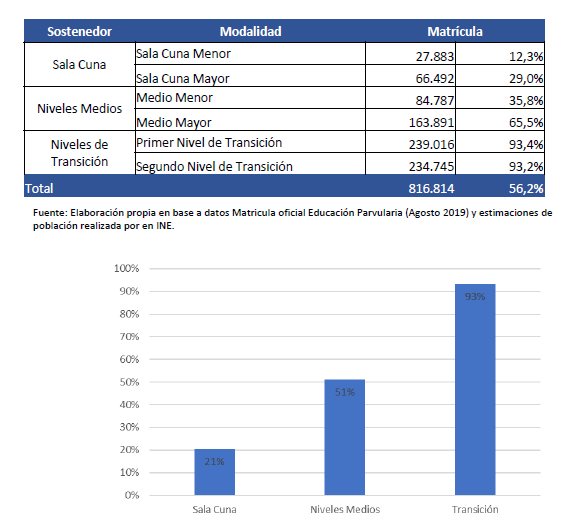 Sostenedor Modalidad Matrícula
Sala Cuna
Sala Cuna Menor 27.883 12,3%
Sala Cuna Mayor 66.492 29,0%
Niveles Medios
Medio Menor 84.787 35,8%
Medio Mayor 163.891 65,5%
Niveles de
Transición
Primer Nivel de Transición 239.016 93,4%
Segundo Nivel de Transición 234.745 93,2%
Total 816.814 56,2%
Fuente: Elaboración propia en base a datos Matricula oficial Educación Parvularia (Agosto 2019) y estimaciones de
población realizada por en INE.
100%
90%
80%
70%
60%
50%
40%
30%
20%
10%
0%
21%
51%
93%
Sala Cuna Niveles Medios Transición